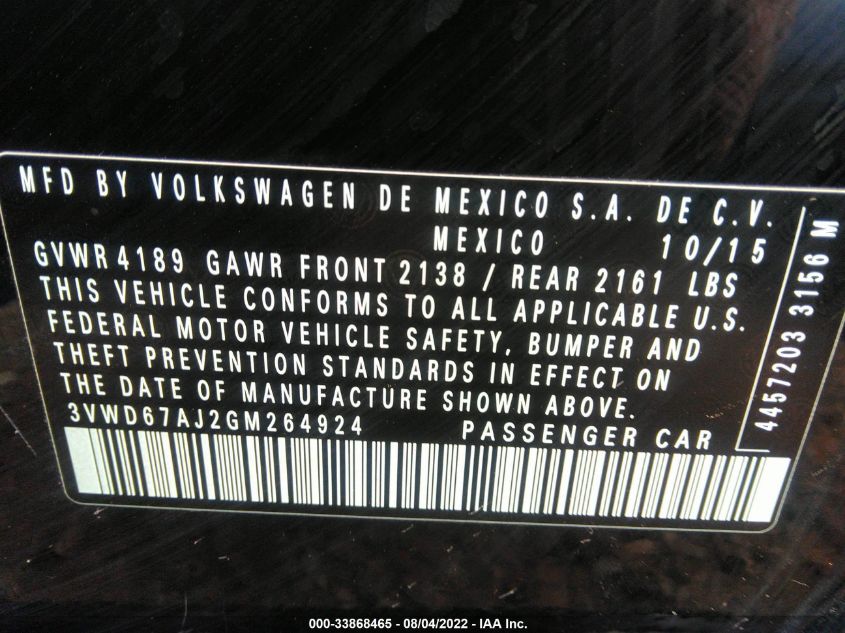 MFD BY VOLKSWAGEN DE MEXICO S.A. DE C.V.
MEXICO 10/15
GVWR 4189 GAWR FRONT 2138 / REAR 2161 LBS
THIS VEHICLE CONFORMS TO ALL APPLICABLE U.S.
FEDERAL MOTOR VEHICLE SAFETY, BUMPER AND
THEFT PREVENTION STANDARDS IN EFFECT ON
THE DATE OF MANUFACTURE SHOWN ABOVE.
3VWD67AJ2GM264924 PASSENGER CAR
4457203 3156 M
000-33868465 - 08/04/2022 - IAA Inc.